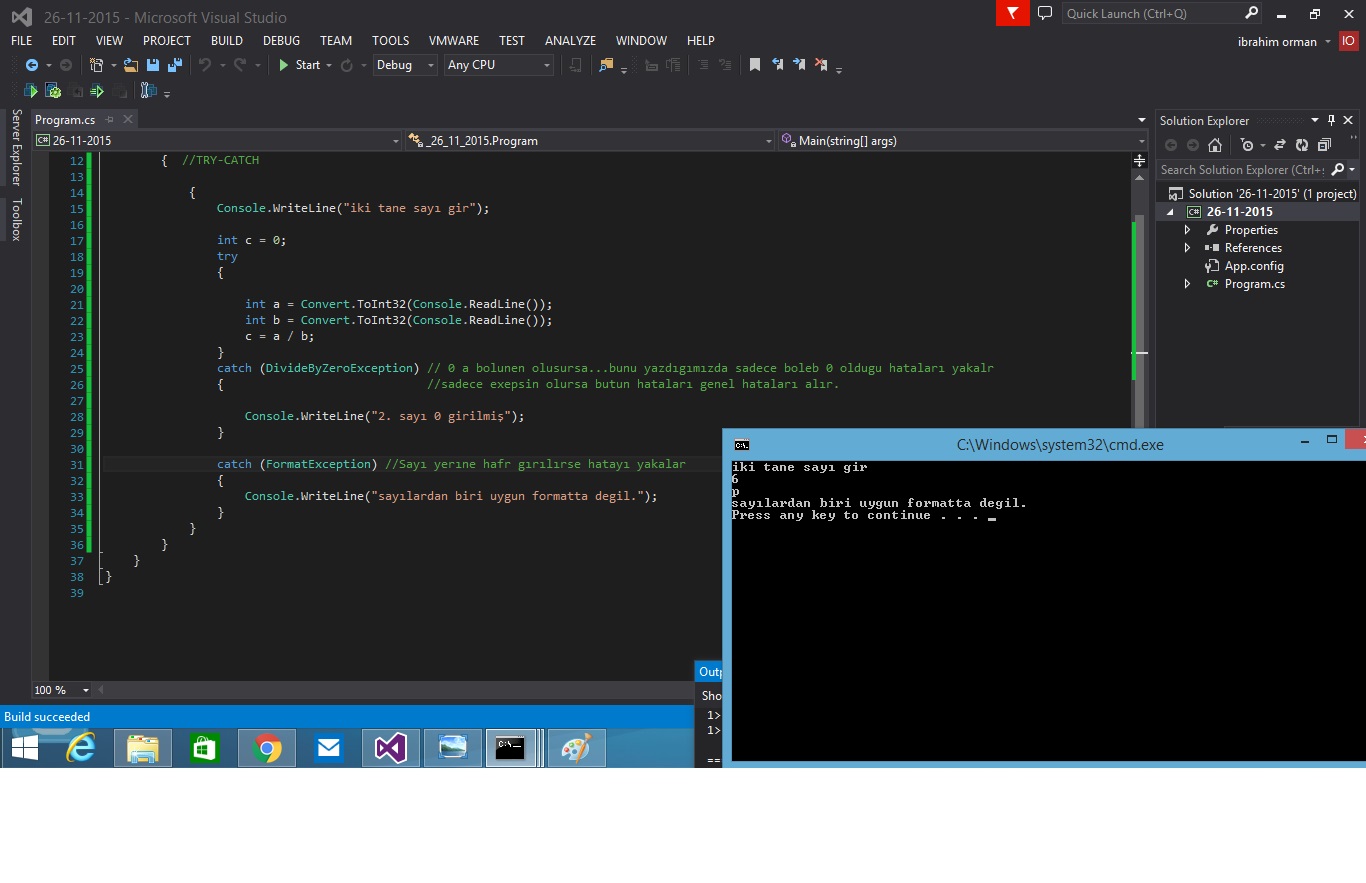 26-11-2015 - Microsoft Visual Studio
Quick Launch (Ctrl+Q)
FILE EDIT VIEW PROJECT BUILD DEBUG TEAM TOOLS VMWARE TEST ANALYZE WINDOW HELP
ibrahim orman IO
Start Debug Any CPU
Server Explorer
Toolbox
Program.cs
C# 26-11-2015
_26_11_2015.Program
Main(string[] args)
12 { //TRY-CATCH
13
14 {
15 Console.WriteLine("iki tane sayı gir");
16
17 int c = 0;
18 try
19 {
20
21 int a = Convert.ToInt32(Console.ReadLine());
22 int b = Convert.ToInt32(Console.ReadLine());
23 c = a / b;
24 }
25 catch (DivideByZeroException) // 0 a bolunen olusursa...bunu yazdıgımızda sadece boleb 0 oldugu hataları yakalr
26 { //sadece exepsin olursa butun hataları genel hataları alır.
27
28 Console.WriteLine("2. sayı 0 girilmiş");
29 }
30
31 catch (FormatException) //Sayı yerıne hafr gırılırse hatayı yakalar
32 {
33 Console.WriteLine("sayılardan biri uygun formatta degil.");
34 }
35 }
36 }
37 }
38 }
39
100 %
Build succeeded
Solution Explorer
Search Solution Explorer (Ctrl+;
Solution '26-11-2015' (1 project)
C# 26-11-2015
Properties
References
App.config
C# Program.cs
Outp
Sho
1>
1>
==
C:\Windows\system32\cmd.exe
iki tane sayı gir
6
p
sayılardan biri uygun formatta degil.
Press any key to continue . . . _